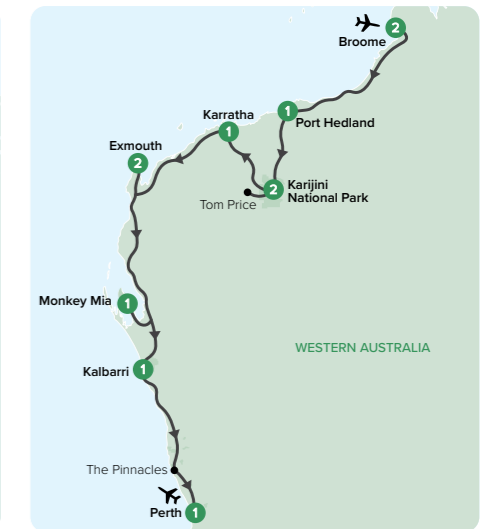 2
Broome
1
Port Hedland
Karratha
1
Exmouth
2
2
Karijini
National Park
Tom Price
Monkey Mia
1
WESTERN AUSTRALIA
Kalbarri
1
The Pinnacles
Perth
1